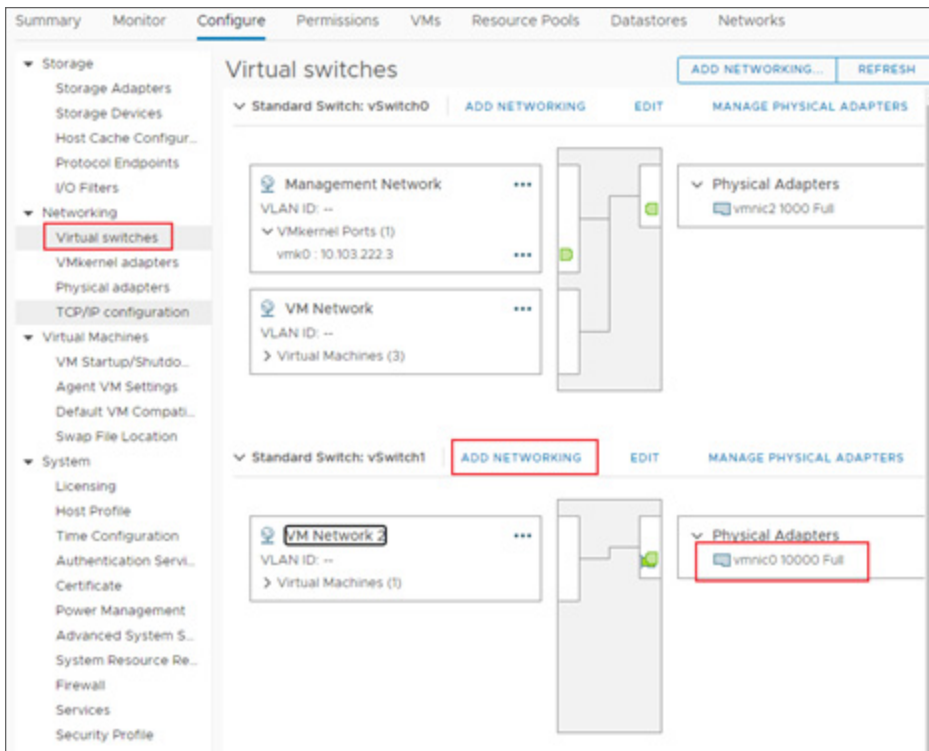 Summary Monitor Configure Permissions VMs Resource Pools Datastores Networks
Storage
Storage Adapters
Storage Devices
Host Cache Configur...
Protocol Endpoints
I/O Filters
Networking
Virtual switches
VMkernel adapters
Physical adapters
TCP/IP configuration
Virtual Machines
VM Startup/Shutdo...
Agent VM Settings
Default VM Compati...
Swap File Location
System
Licensing
Host Profile
Time Configuration
Authentication Servi...
Certificate
Power Management
Advanced System S...
System Resource Re...
Firewall
Services
Security Profile
Virtual switches
ADD NETWORKING... REFRESH
Standard Switch: vSwitch0 ADD NETWORKING EDIT MANAGE PHYSICAL ADAPTERS
Management Network ...
VLAN ID: --
VMkernel Ports (1)
vmk0 : 10.103.222.3 ...
VM Network ...
VLAN ID: --
Virtual Machines (3)
Physical Adapters
vmnic2 1000 Full
Standard Switch: vSwitch1 ADD NETWORKING EDIT MANAGE PHYSICAL ADAPTERS
VM Network 2 ...
VLAN ID: --
Virtual Machines (1)
Physical Adapters
vmnic0 10000 Full